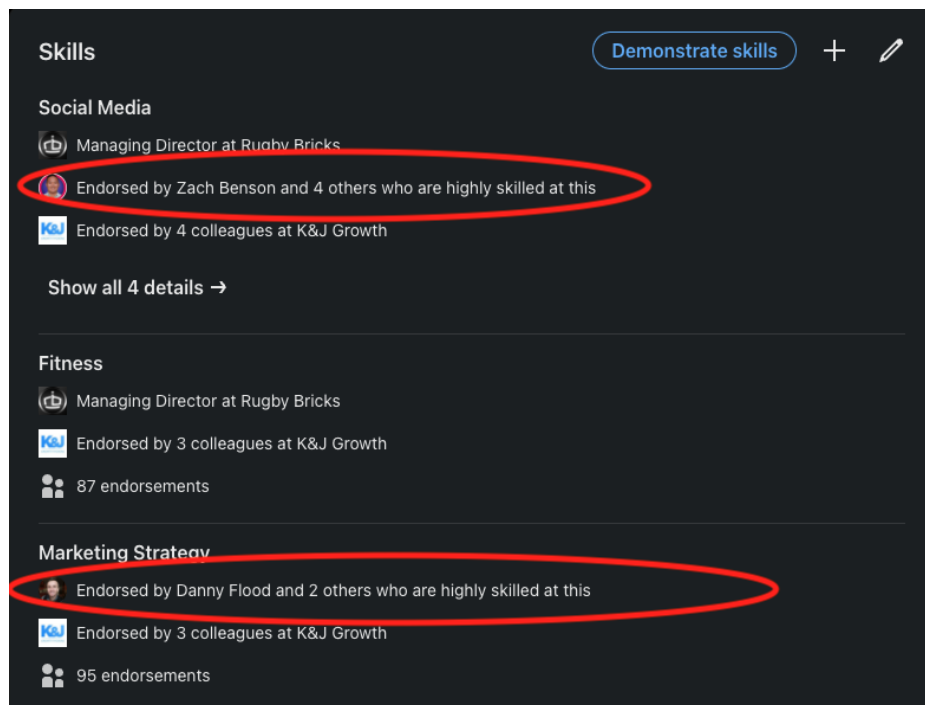 Skills
Demonstrate skills
Social Media
Managing Director at Rugby Bricks
Endorsed by Zach Benson and 4 others who are highly skilled at this
K&J
Endorsed by 4 colleagues at K&J Growth
Show all 4 details →
Fitness
Managing Director at Rugby Bricks
K&J
Endorsed by 3 colleagues at K&J Growth
87 endorsements
Marketing Strategy
Endorsed by Danny Flood and 2 others who are highly skilled at this
K&J
Endorsed by 3 colleagues at K&J Growth
95 endorsements